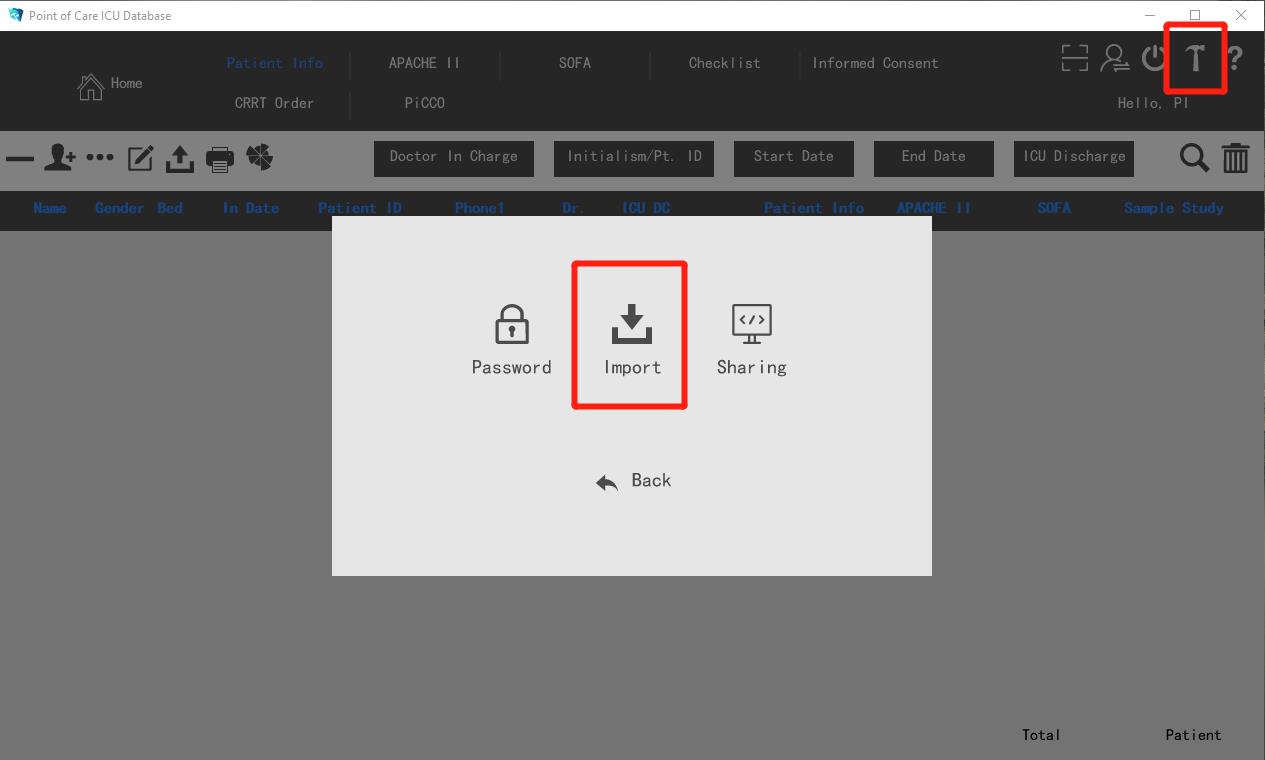 Point of Care ICU Database
Home
Patient Info
APACHE II
SOFA
Checklist
Informed Consent
CRRT Order
PiCCO
Hello, PI
Doctor In Charge
Initialism/Pt. ID
Start Date
End Date
ICU Discharge
Name Gender Bed In Date Patient ID Phone1 Dr. ICU DC Patient Info APACHE II SOFA Sample Study
Password
Import
Sharing
Back
Total Patient